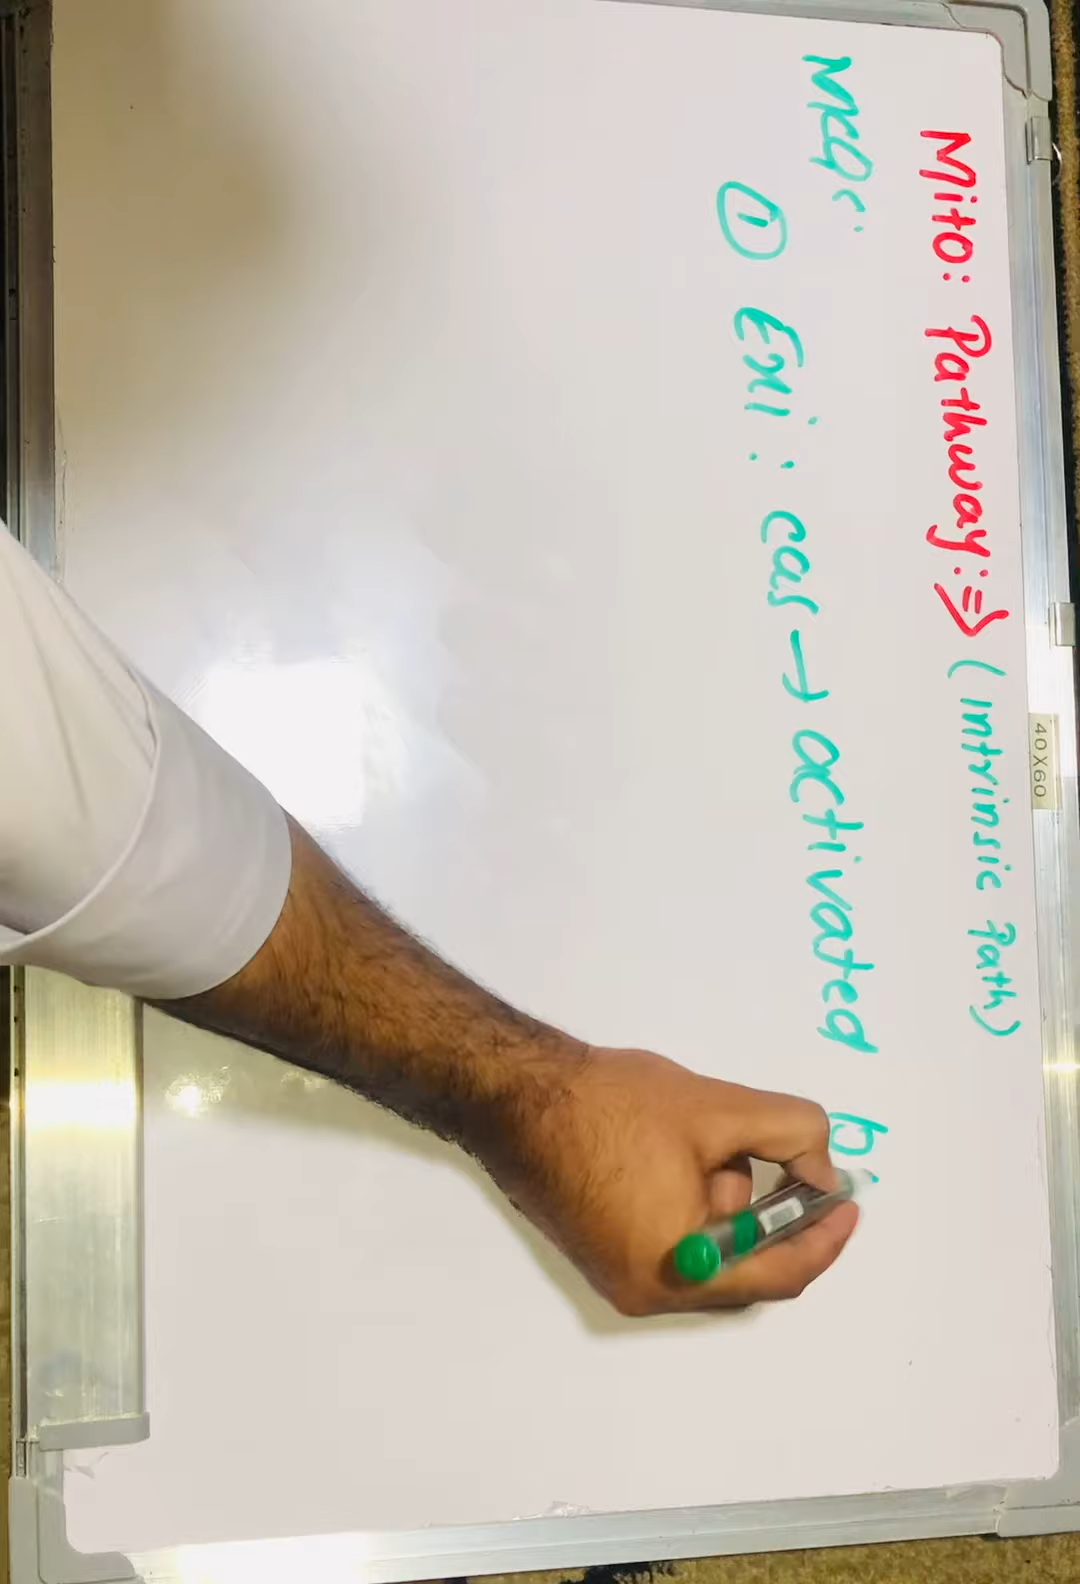 Mito: Pathway:⇒ (intrinsic Path)
40X60
MCQs:
① Exi: cas → activated b